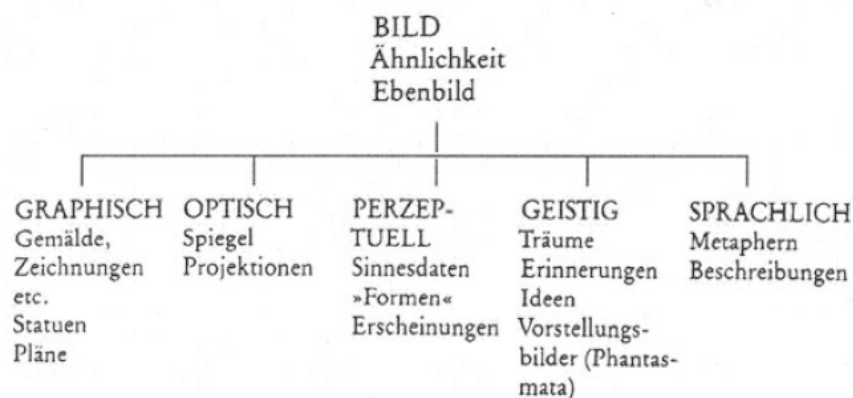 BILD
Ähnlichkeit
Ebenbild
GRAPHISCH
Gemälde,
Zeichnungen
etc.
Statuen
Pläne
OPTISCH
Spiegel
Projektionen
PERZEP-
TUELL
Sinnesdaten
»Formen«
Erscheinungen
GEISTIG
Träume
Erinnerungen
Ideen
Vorstellungs-
bilder (Phantas-
mata)
SPRACHLICH
Metaphern
Beschreibungen